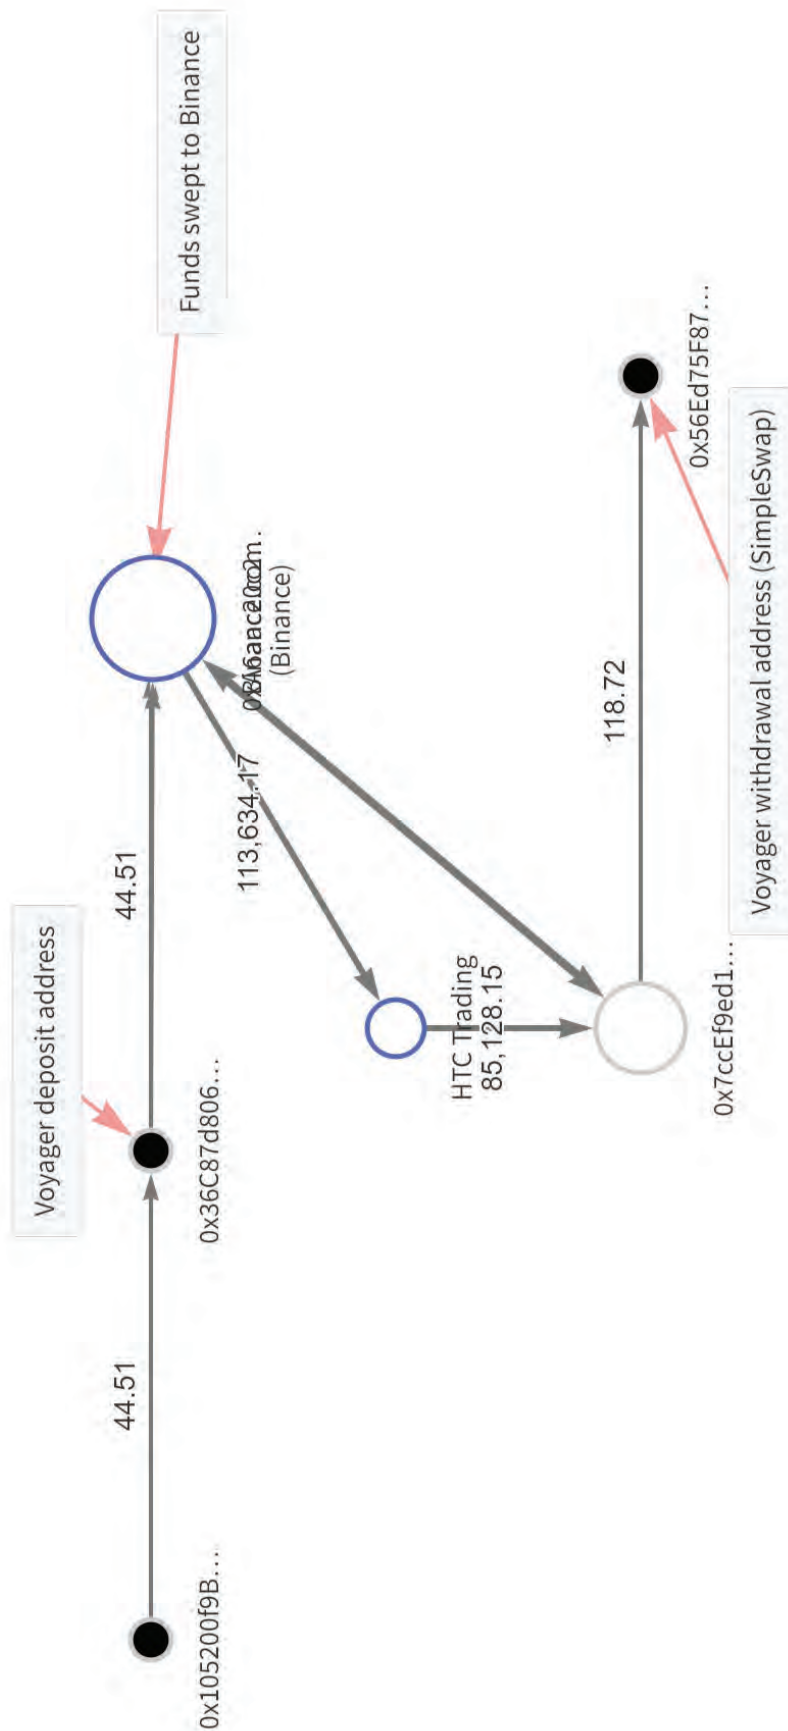 Funds swept to Binance
Voyager deposit address
44.51
44.51
0x105200f9B...
0x36C87d806...
(Binance)
113,634.17
HTC Trading
85,128.15
118.72
0x7ccEf9ed1...
0x56Ed75F87...
Voyager withdrawal address (SimpleSwap)